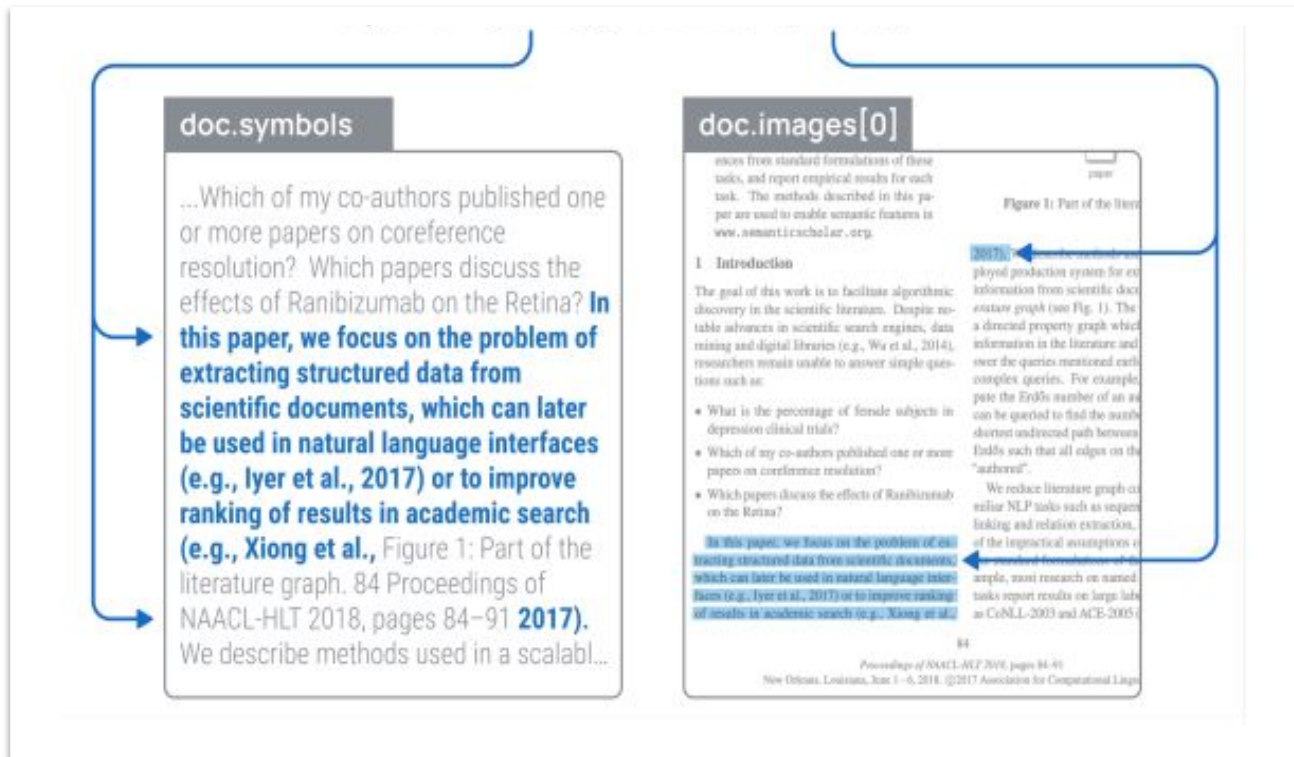 doc.symbols
...Which of my co-authors published one
or more papers on coreference
resolution? Which papers discuss the
effects of Ranibizumab on the Retina? In
this paper, we focus on the problem of
extracting structured data from
scientific documents, which can later
be used in natural language interfaces
(e.g., Iyer et al., 2017) or to improve
ranking of results in academic search
(e.g., Xiong et al., Figure 1: Part of the
literature graph. 84 Proceedings of
NAACL-HLT 2018, pages 84–91 2017).
We describe methods used in a scalabl...
doc.images[0]
ences from standard formulations of these
tasks, and report empirical results for each
task. The methods described in this pa-
per are used to enable semantic features in
www.semanticscholar.org.
1 Introduction
The goal of this work is to facilitate algorithmic
discovery in the scientific literature. Despite no-
table advances in scientific search engines, data
mining and digital libraries (e.g., Wu et al., 2014),
researchers remain unable to answer simple ques-
tions such as:
• What is the percentage of female subjects in
depression clinical trials?
• Which of my co-authors published one or more
papers on coreference resolution?
• Which papers discuss the effects of Ranibizumab
on the Retina?
In this paper, we focus on the problem of ex-
tracting structured data from scientific documents,
which can later be used in natural language inter-
faces (e.g., Iyer et al., 2017) or to improve ranking
of results in academic search (e.g., Xiong et al.,
paper
Figure 1: Part of the litera
2017). describe methods
ployed production system for ex
information from scientific docu
erature graph (see Fig. 1). The
a directed property graph which
information in the literature and
over the queries mentioned earli
complex queries. For example,
pute the Erdős number of an au
can be queried to find the numb
shortest undirected path between
Erdős such that all edges on the
"authored".
We reduce literature graph co
miliar NLP tasks such as sequen
linking and relation extraction,
of the impractical assumptions o
standard formulations of th
ample, most research on named
tasks report results on large labe
as CoNLL-2003 and ACE-2005 (
84
Proceedings of NAACL-HLT 2018, pages 84–91
New Orleans, Louisiana, June 1 - 6, 2018. ©2017 Association for Computational Lingu